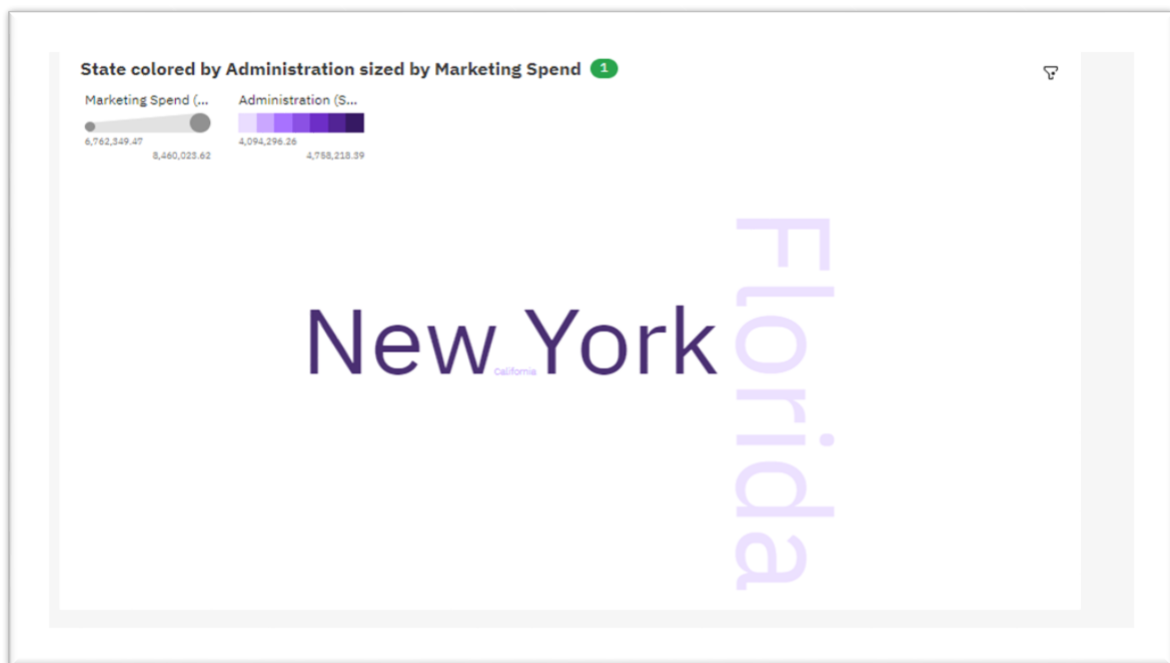 State colored by Administration sized by Marketing Spend 1
Marketing Spend (... Administration (S...
6,762,349.47 4,094,296.26
8,460,023.62 4,758,218.39
New York
California
Florida